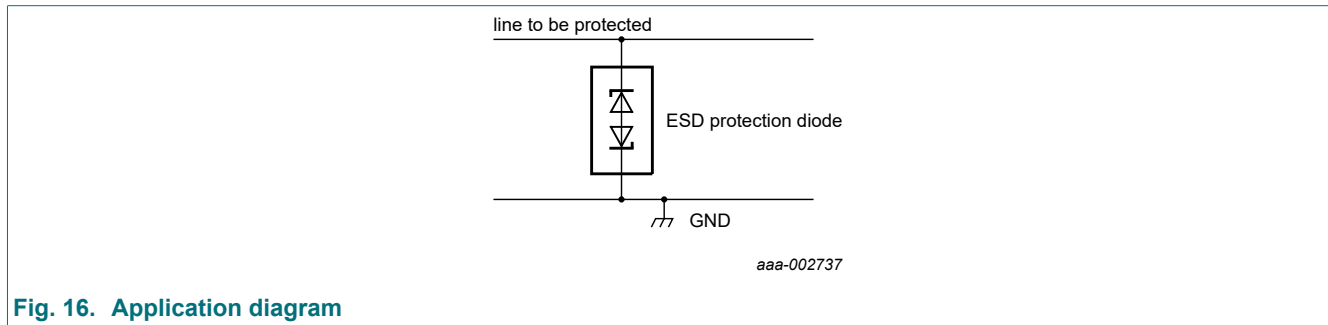 line to be protected
ESD protection diode
GND
aaa-002737
Fig. 16. Application diagram